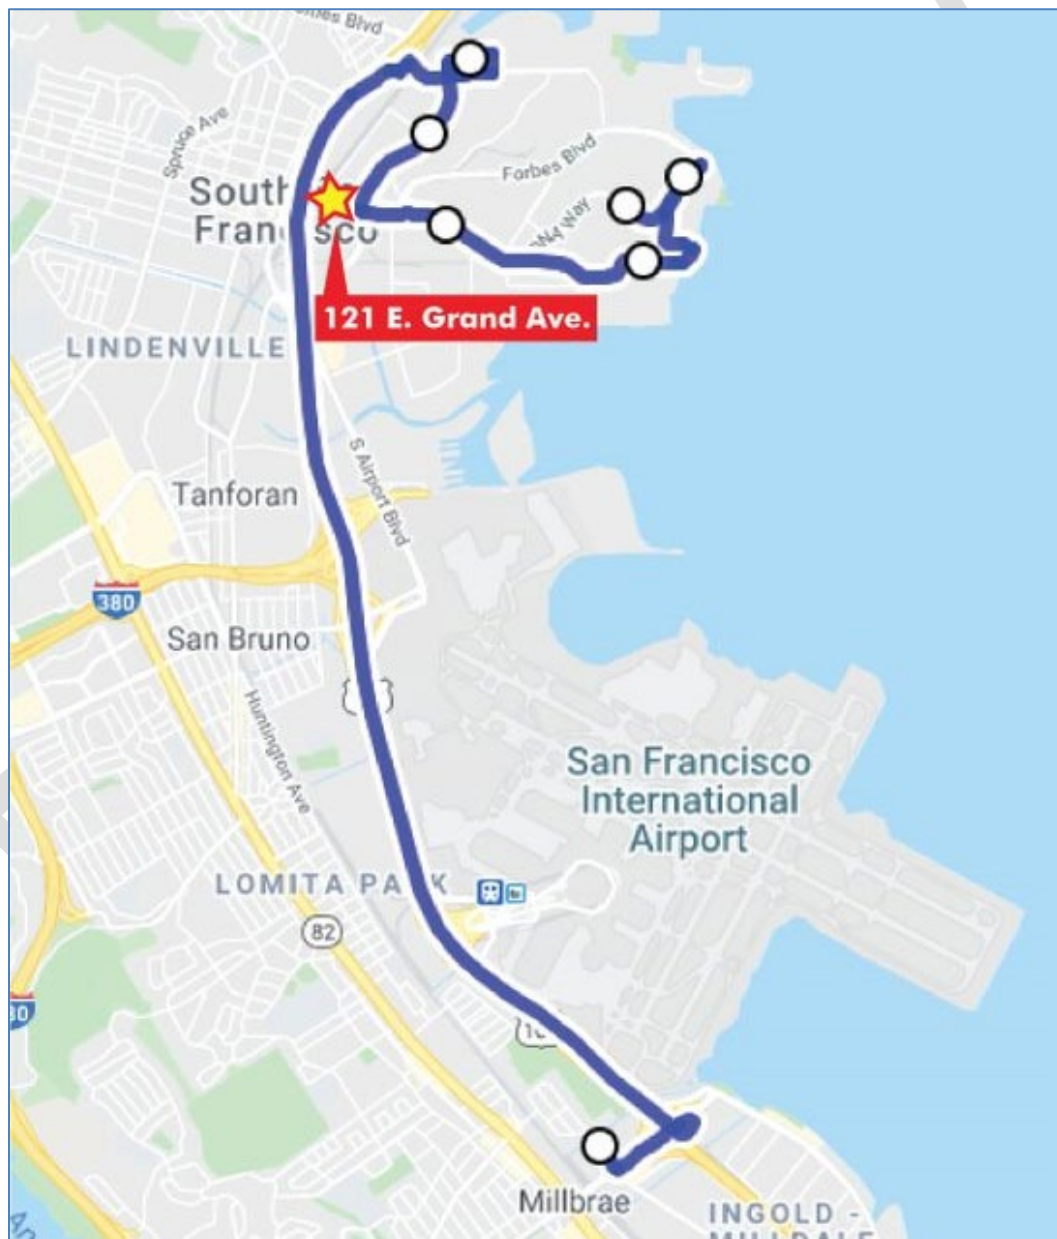 Spruce Ave
Forbes Blvd
South
Francisco
Way
121 E. Grand Ave.
LINDENVILLE
S Airport Blvd
Tanforan
380
San Bruno
Huntington Ave
San Francisco
International
Airport
LOMITA PARK
82
Millbrae
INGOLD -